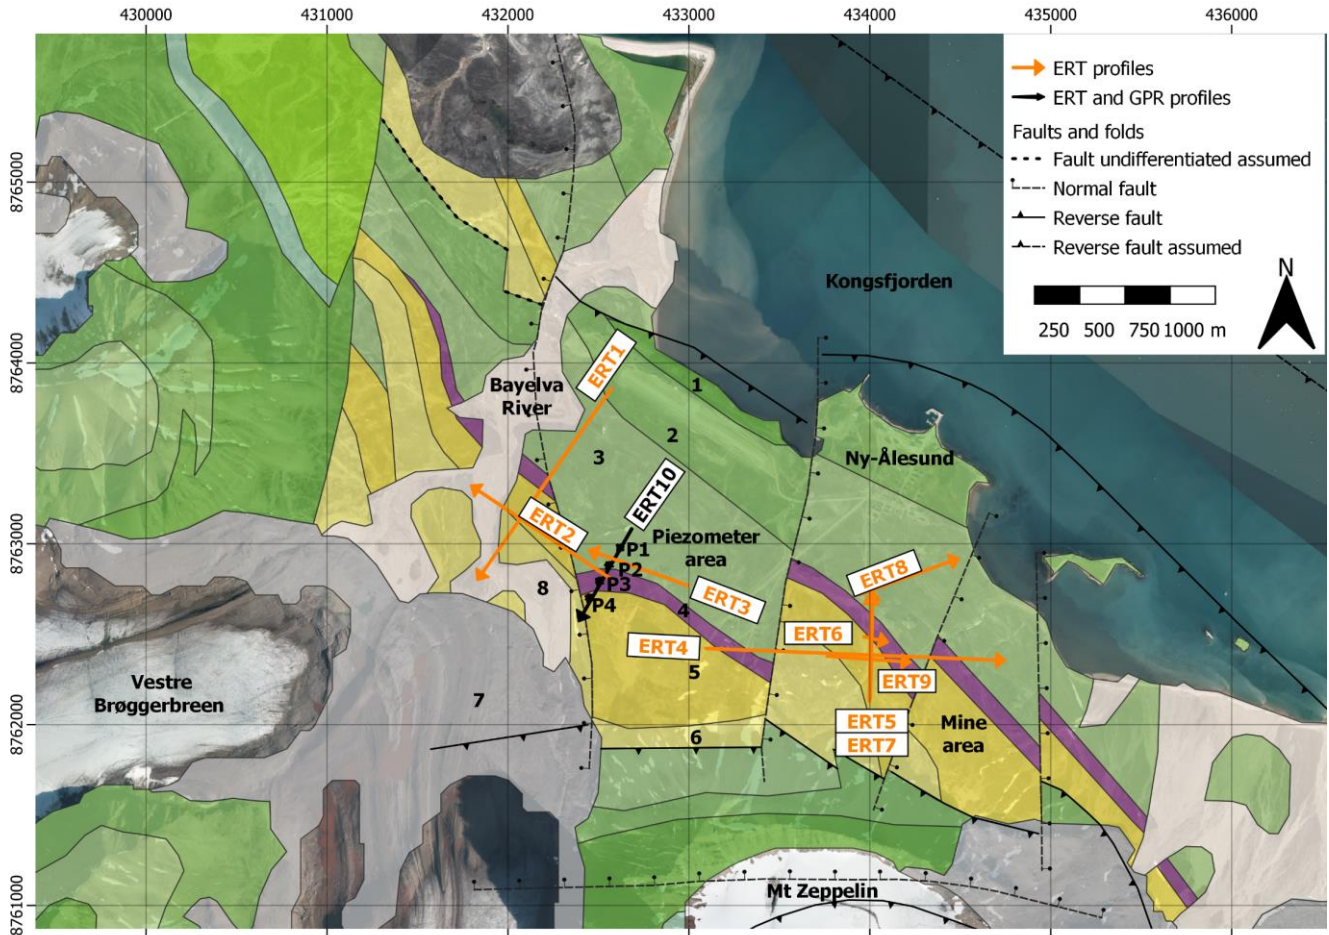 430000 431000 432000 433000 434000 435000 436000
8765000
8764000
8763000
8762000
8761000
ERT profiles
ERT and GPR profiles
Faults and folds
Fault undifferentiated assumed
Normal fault
Reverse fault
Reverse fault assumed
N
250 500 750 1000 m
Kongsfjorden
ERT1
1
Bayelva
River
2
3
Ny-Ålesund
ERT10
ERT2
Piezometer
area
P1
P2
P3
P4
ERT3
ERT8
8
4
ERT6
ERT4
5
ERT9
Vestre
Brøggerbreen
7
6
ERT5
ERT7
Mine
area
Mt Zeppelin